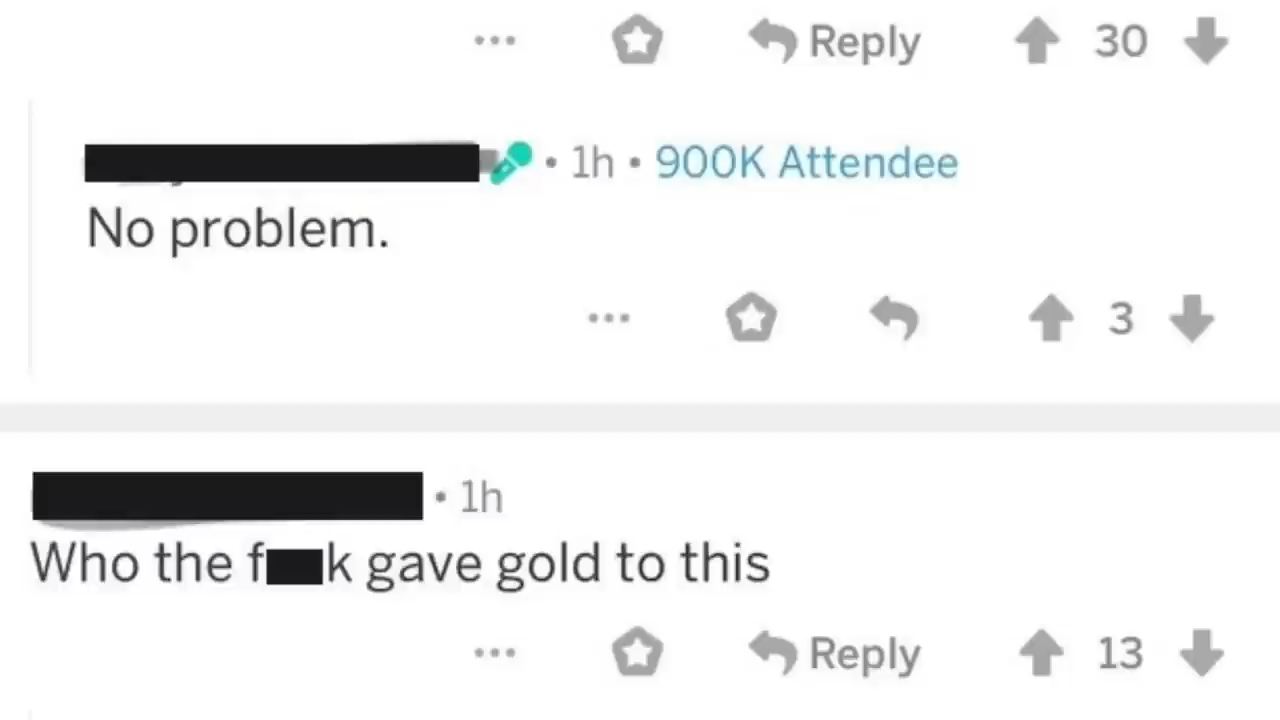 Reply 30
• 1h • 900K Attendee
No problem.
3
• 1h
Who the f k gave gold to this
Reply 13